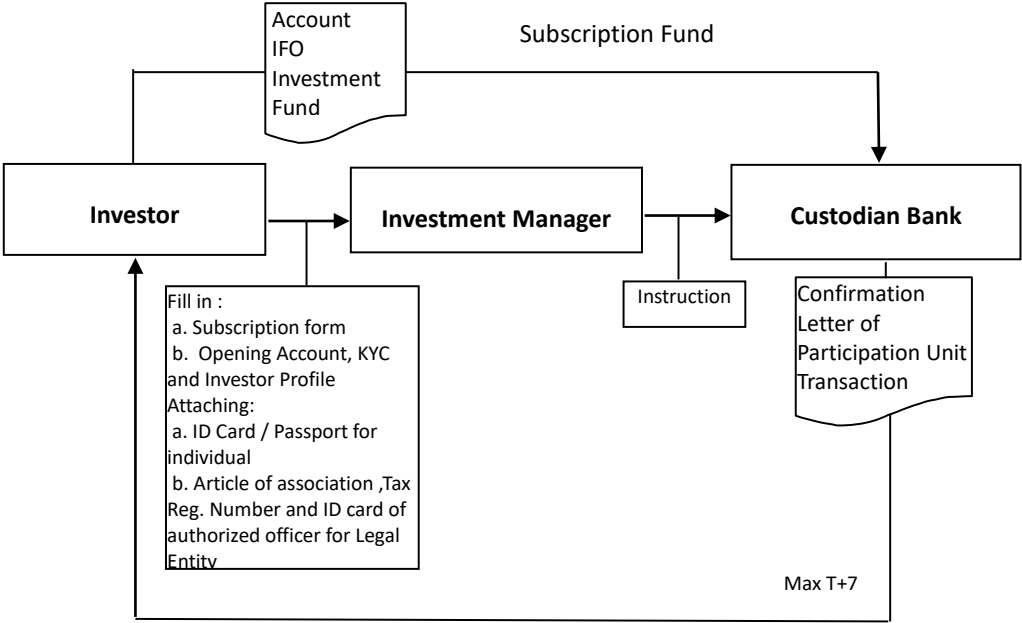 Account
IFO
Investment
Fund
Subscription Fund
Investor
Investment Manager
Custodian Bank
Fill in :
a. Subscription form
b. Opening Account, KYC
and Investor Profile
Attaching:
a. ID Card / Passport for
individual
b. Article of association ,Tax
Reg. Number and ID card of
authorized officer for Legal
Entity
Instruction
Confirmation
Letter of
Participation Unit
Transaction
Max T+7